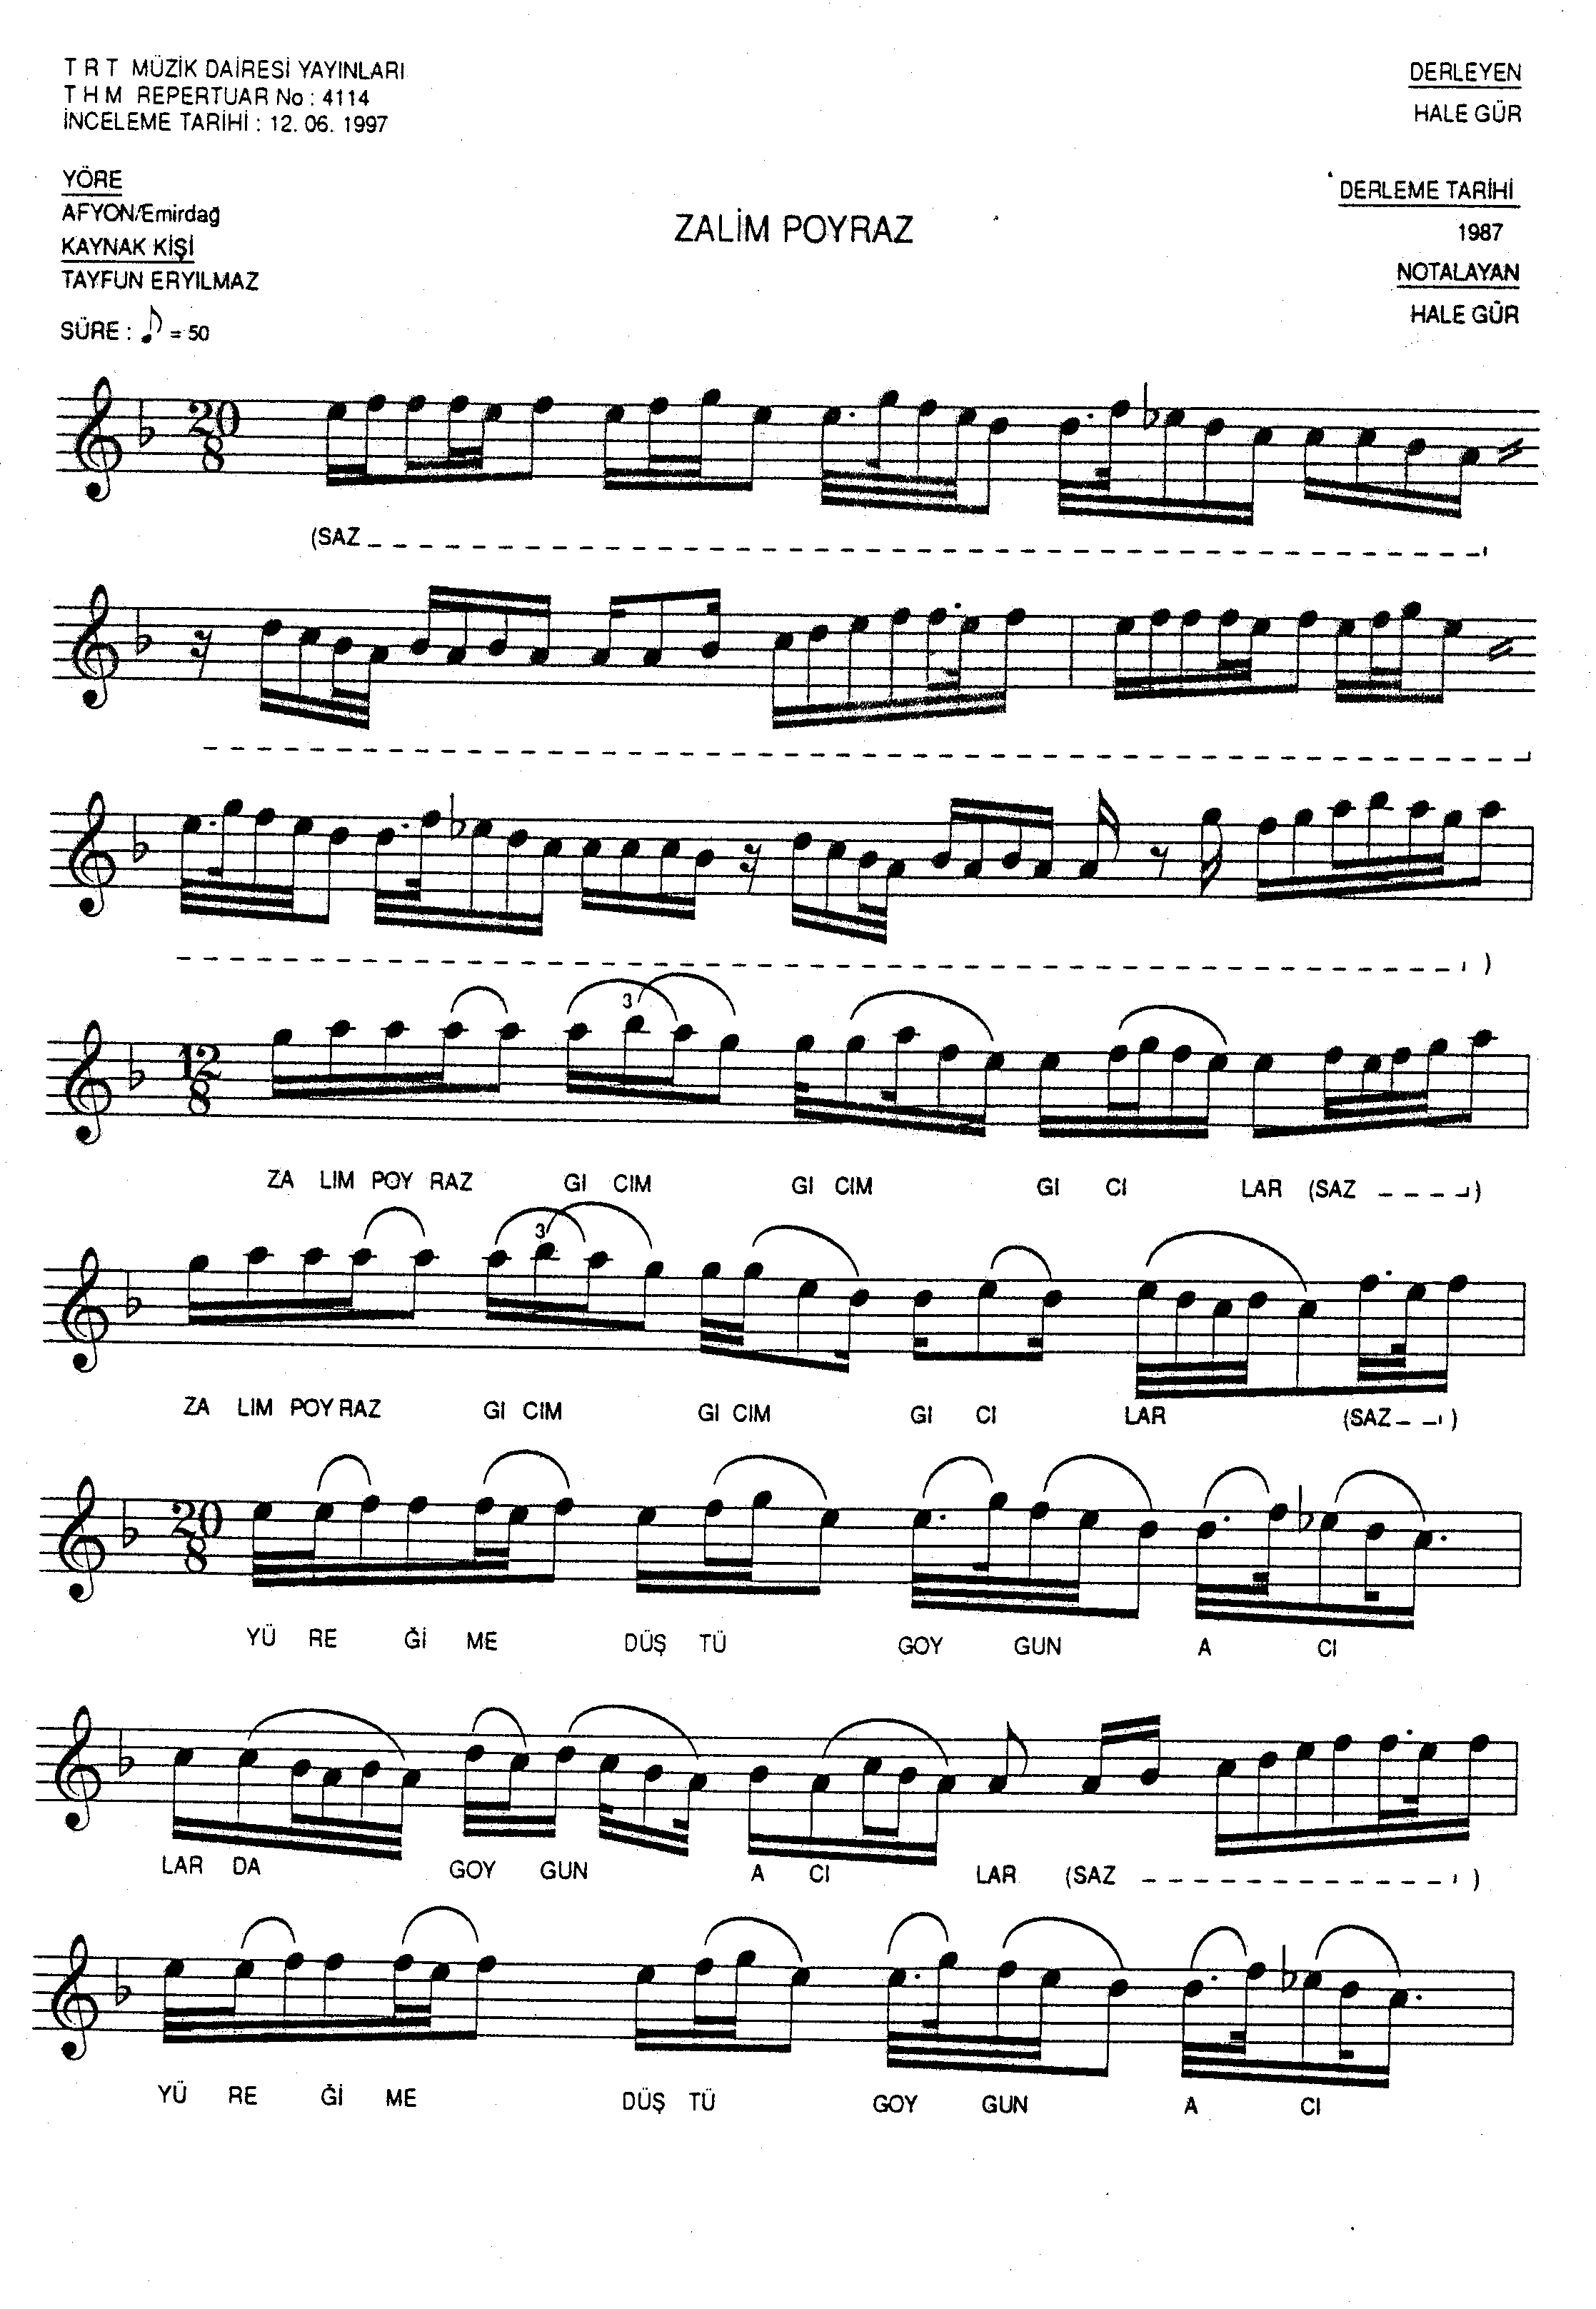 T R T MÜZİK DAİRESİ YAYINLARI
T H M REPERTUAR No : 4114
İNCELEME TARİHİ : 12. 06. 1997
DERLEYEN
HALE GÜR
YÖRE
AFYON/Emirdağ
KAYNAK KİŞİ
TAYFUN ERYILMAZ
ZALİM POYRAZ
DERLEME TARİHİ
1987
NOTALAYAN
HALE GÜR
SÜRE : ♪ = 50
20
8
(SAZ
)
12
8
3
ZA LIM POY RAZ GI CIM GI CIM GI CI LAR (SAZ )
3
ZA LIM POY RAZ GI CIM GI CIM GI CI LAR (SAZ )
20
8
YÜ RE Ğİ ME DÜŞ TÜ GOY GUN A CI
LAR DA GOY GUN A CI LAR (SAZ )
YÜ RE Ğİ ME DÜŞ TÜ GOY GUN A CI